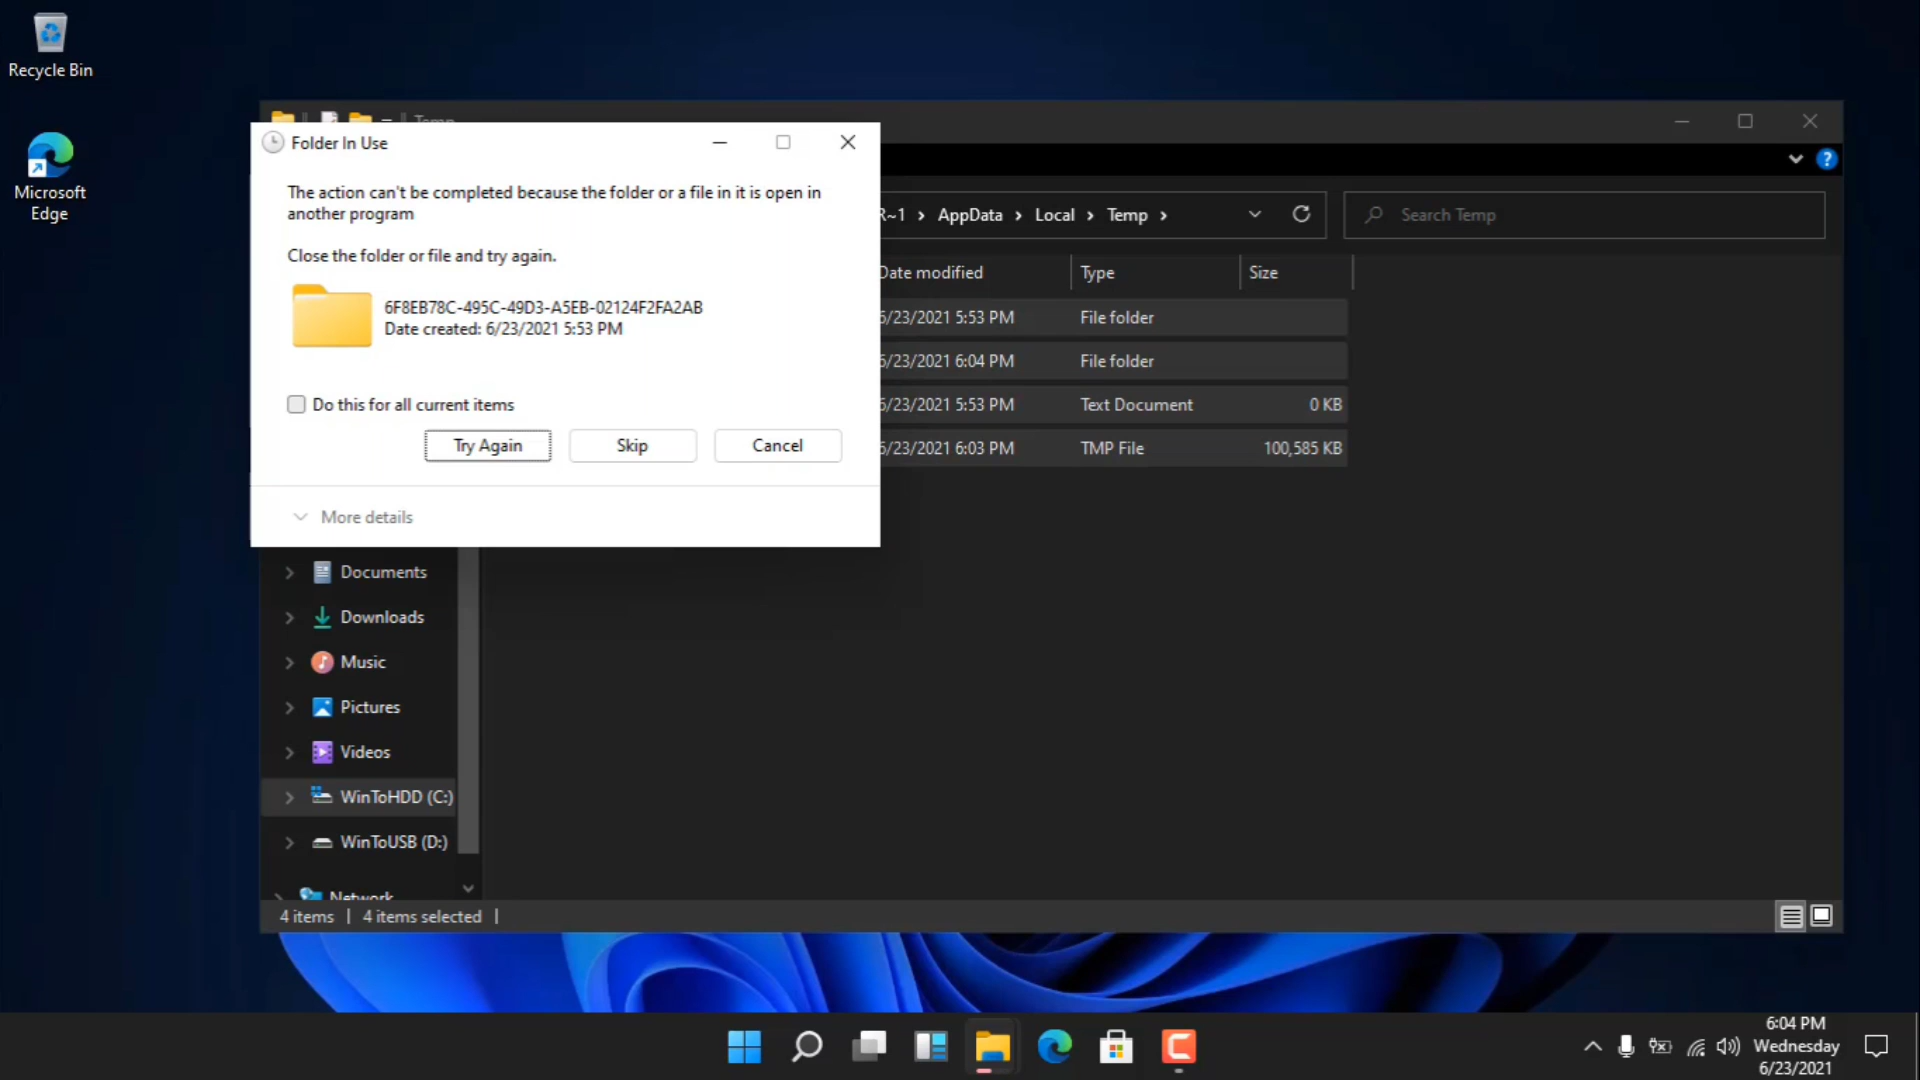 Recycle Bin
Microsoft
Edge
Temp
Folder In Use
The action can't be completed because the folder or a file in it is open in
another program
Close the folder or file and try again.
6F8EB78C-495C-49D3-A5EB-02124F2FA2AB
Date created: 6/23/2021 5:53 PM
Do this for all current items
Try Again Skip Cancel
More details
R~1 › AppData › Local › Temp ›
Search Temp
Date modified Type Size
6/23/2021 5:53 PM File folder
6/23/2021 6:04 PM File folder
6/23/2021 5:53 PM Text Document 0 KB
6/23/2021 6:03 PM TMP File 100,585 KB
Documents
Downloads
Music
Pictures
Videos
WinToHDD (C:)
WinToUSB (D:)
Network
4 items | 4 items selected |
6:04 PM
Wednesday
6/23/2021